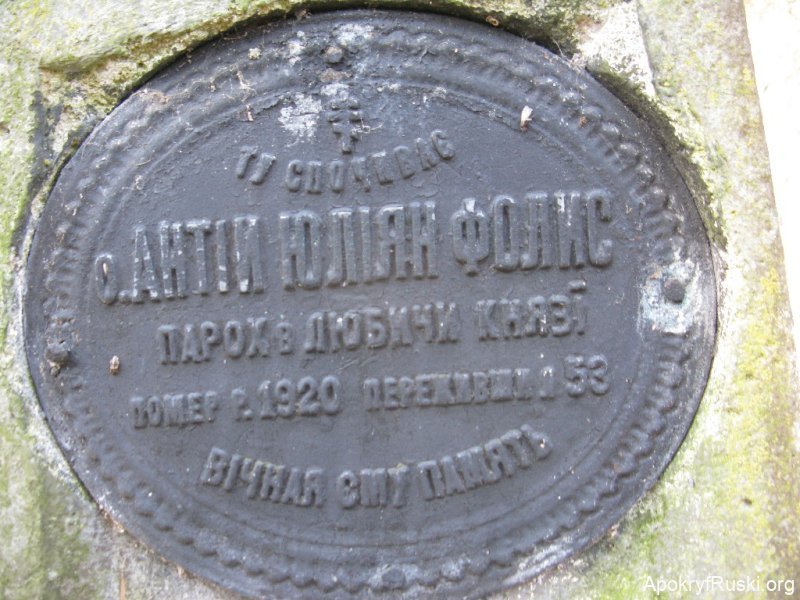 ТУ СПОЧИВАЄ
о. АНТІЙ ЮЛІЯН ФОЛИС
ПАРОХ в ЛЮБИЧИ КНЯЗЇ
ПОМЕР Р. 1920 ПЕРЕЖИВШИ Л 53
ВІЧНАЯ ЄМУ ПАМЯТЬ
ApokryfRuski.org